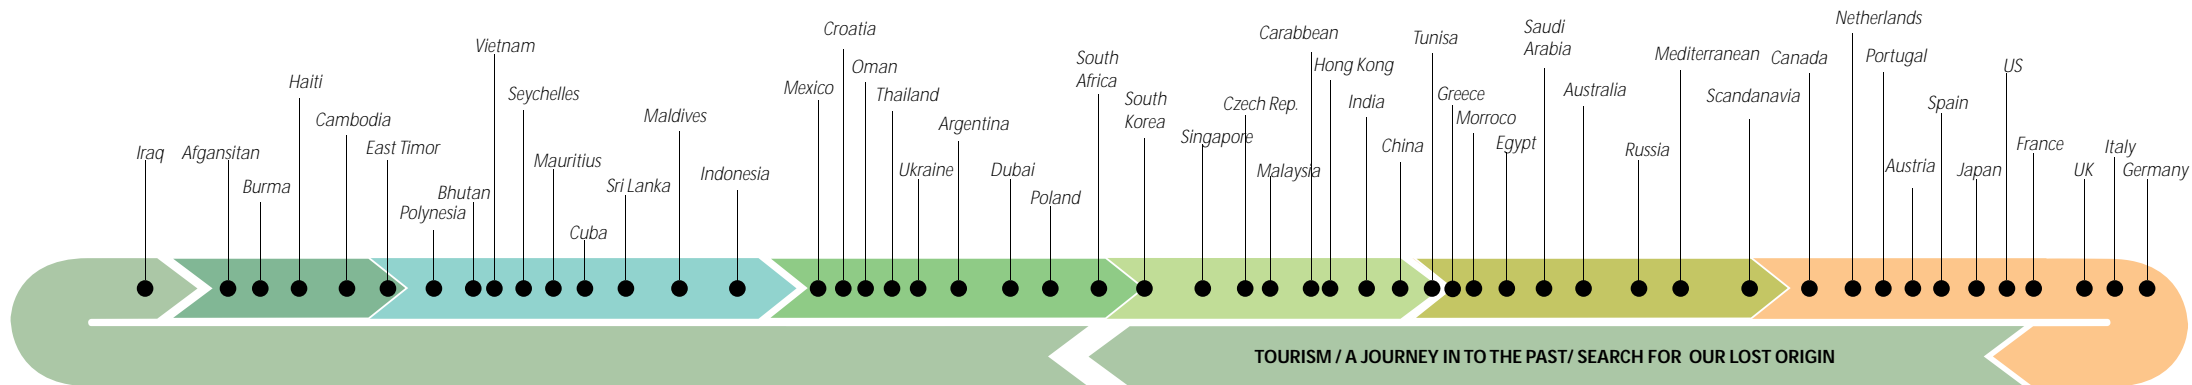 Iraq
Afgansitan
Burma
Haiti
Cambodia
East Timor
Polynesia
Bhutan
Vietnam
Seychelles
Mauritius
Cuba
Sri Lanka
Maldives
Indonesia
Mexico
Croatia
Oman
Thailand
Ukraine
Argentina
Dubai
Poland
South
Africa
South
Korea
Singapore
Czech Rep.
Malaysia
Carabbean
Hong Kong
India
China
Tunisa
Greece
Morroco
Egypt
Saudi
Arabia
Australia
Russia
Mediterranean
Scandanavia
Canada
Netherlands
Portugal
Austria
Spain
Japan
US
France
UK
Italy
Germany
TOURISM / A JOURNEY IN TO THE PAST/ SEARCH FOR OUR LOST ORIGIN